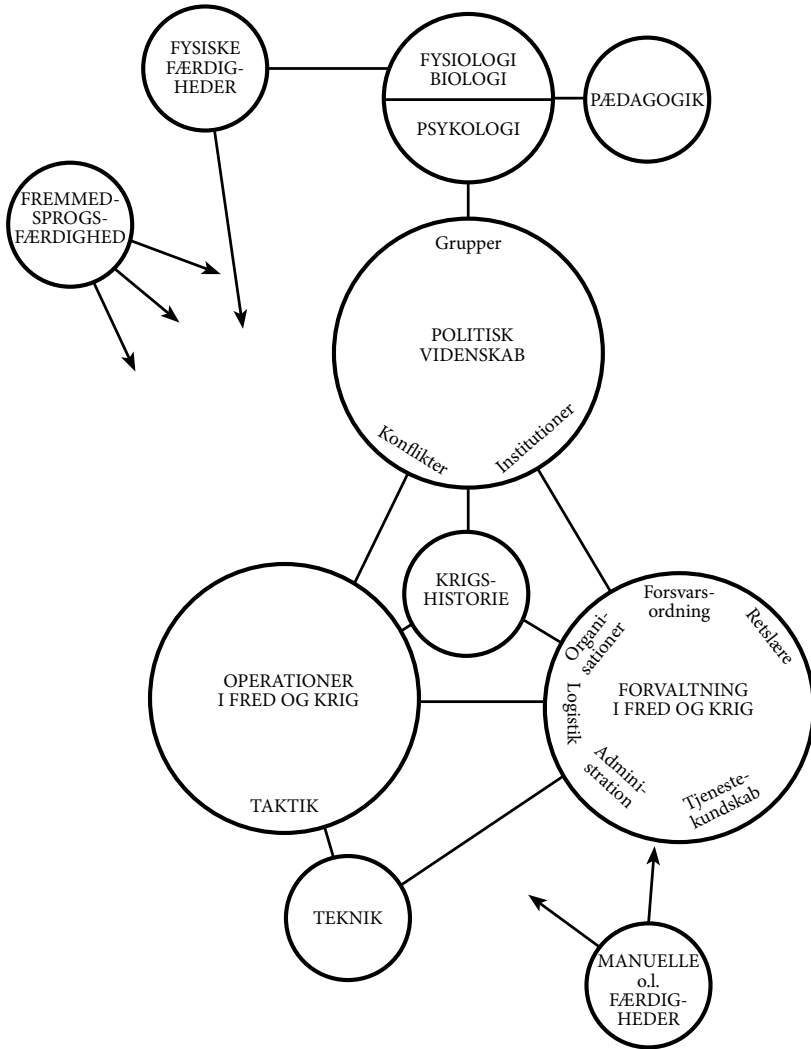 FYSISKE
FÆRDIG-
HEDER
FYSIOLOGI
BIOLOGI
PSYKOLOGI
PÆDAGOGIK
FREMMED-
SPROGS-
FÆRDIGHED
Grupper
POLITISK
VIDENSKAB
Konflikter
Institutioner
KRIGS-
HISTORIE
OPERATIONER
I FRED OG KRIG
TAKTIK
Forsvars-
ordning
Retslære
Organi-
sationer
Logistik
FORVALTNING
I FRED OG KRIG
Admini-
stration
Tjeneste-
kundskab
TEKNIK
MANUELLE
o.l.
FÆRDIG-
HEDER